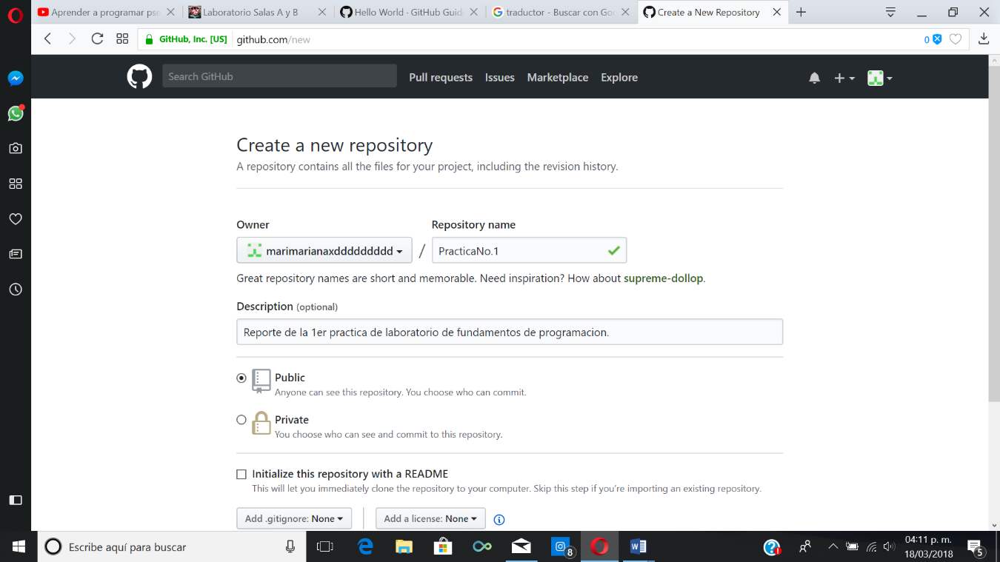 Aprender a programar pse
Laboratorio Salas A y B
Hello World · GitHub Guid
traductor - Buscar con Goo
Create a New Repository
GitHub, Inc. [US]
github.com/new
0
Search GitHub
Pull requests
Issues
Marketplace
Explore
Create a new repository
A repository contains all the files for your project, including the revision history.
Owner
Repository name
marimarianaxdddddddddd
/
PracticaNo.1
Great repository names are short and memorable. Need inspiration? How about supreme-dollop.
Description (optional)
Reporte de la 1er practica de laboratorio de fundamentos de programacion.
Public
Anyone can see this repository. You choose who can commit.
Private
You choose who can see and commit to this repository.
Initialize this repository with a README
This will let you immediately clone the repository to your computer. Skip this step if you're importing an existing repository.
Add .gitignore: None
Add a license: None
Escribe aquí para buscar
8
04:11 p. m.
18/03/2018
5